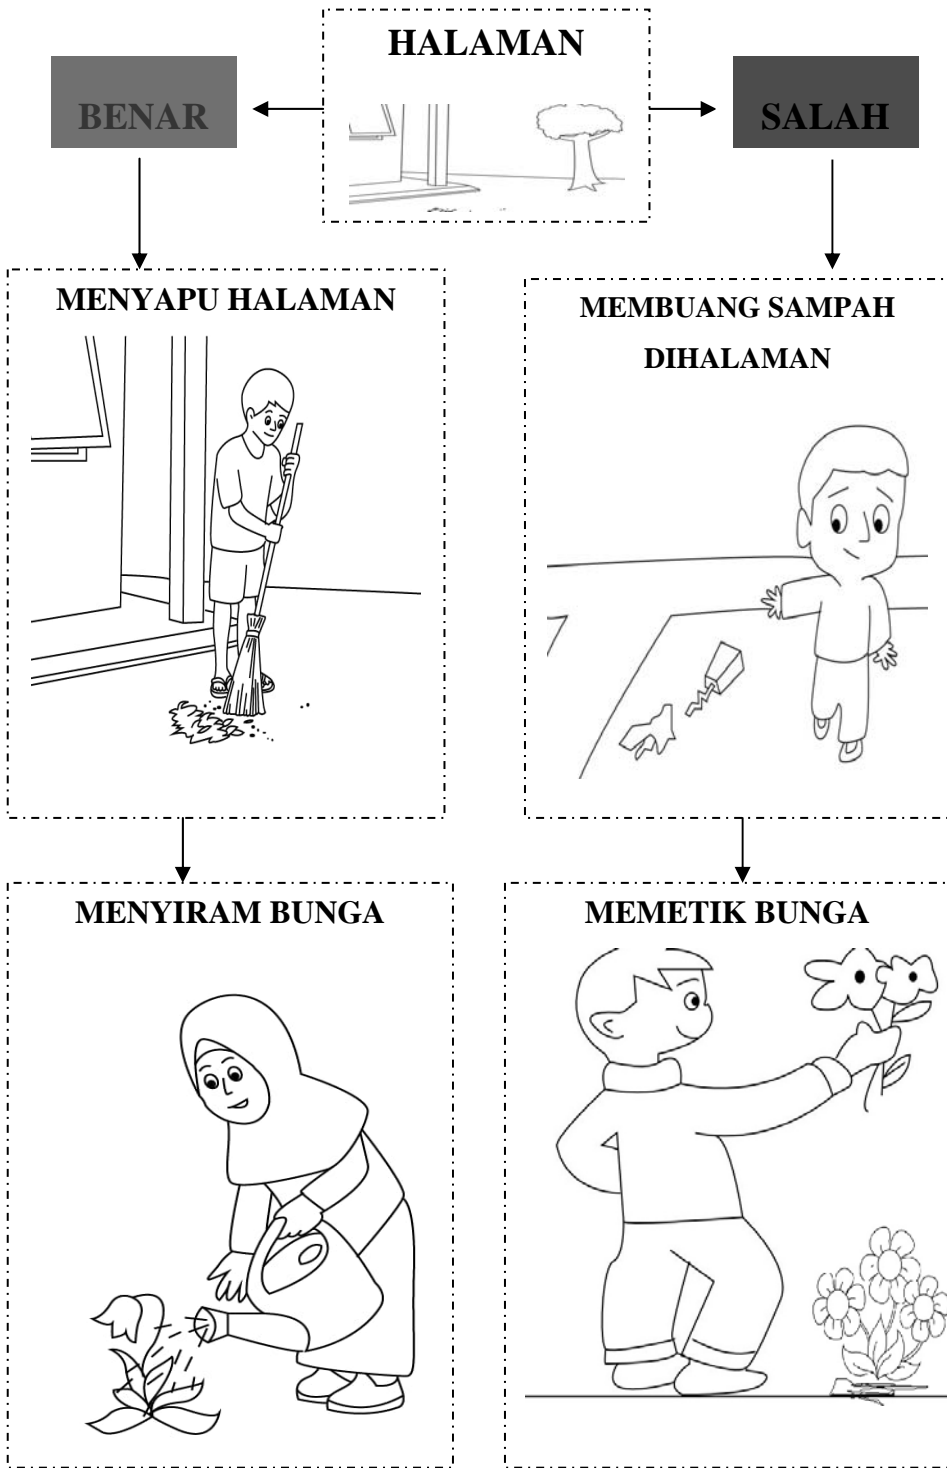 HALAMAN
BENAR
SALAH
MENYAPU HALAMAN
MEMBUANG SAMPAH
DIHALAMAN
MENYIRAM BUNGA
MEMETIK BUNGA